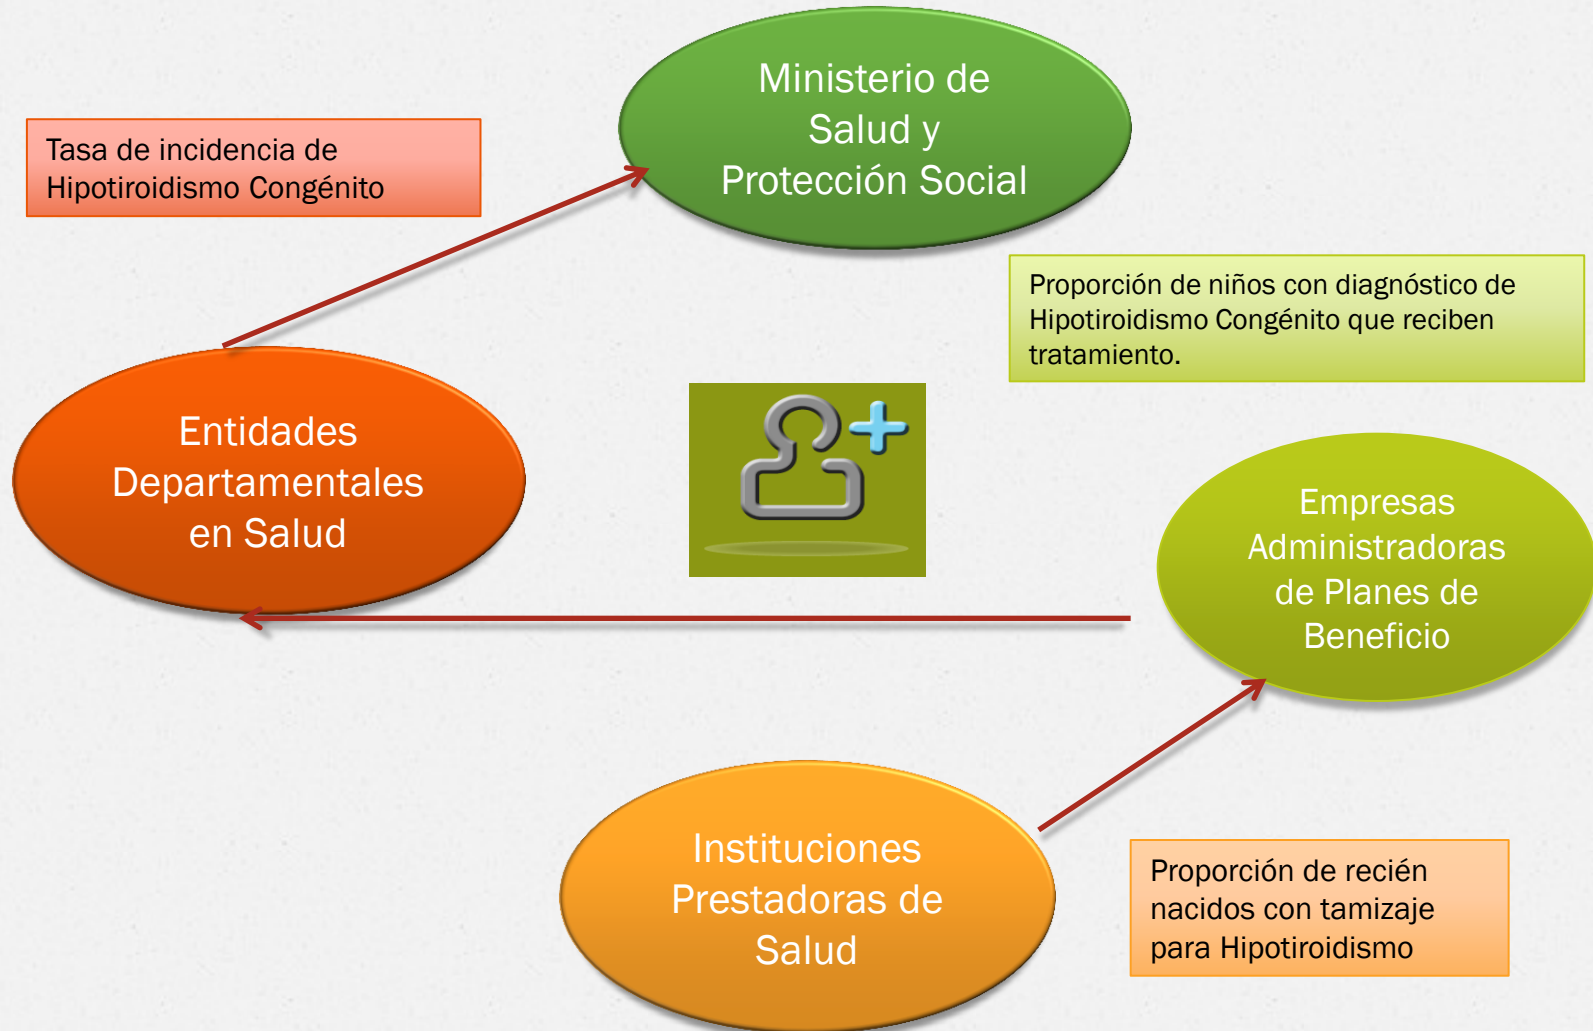 Ministerio de
Salud y
Protección Social
Tasa de incidencia de
Hipotiroidismo Congénito
Proporción de niños con diagnóstico de
Hipotiroidismo Congénito que reciben
tratamiento.
Entidades
Departamentales
en Salud
Empresas
Administradoras
de Planes de
Beneficio
Instituciones
Prestadoras de
Salud
Proporción de recién
nacidos con tamizaje
para Hipotiroidismo